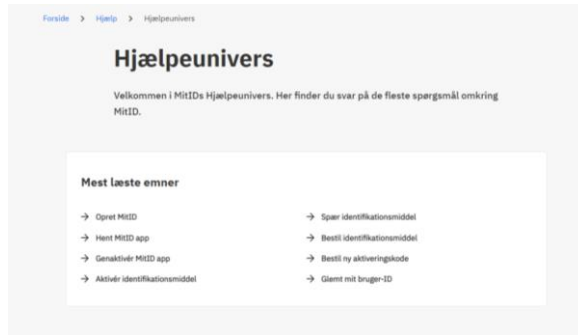 Forside > Hjælp > Hjælpeunivers
Hjælpeunivers
Velkommen i MitIDs Hjælpeunivers. Her finder du svar på de fleste spørgsmål omkring
MitID.
Mest læste emner
→ Opret MitID
→ Hent MitID app
→ Genaktivér MitID app
→ Aktivér identifikationsmiddel
→ Spær identifikationsmiddel
→ Bestil identifikationsmiddel
→ Bestil ny aktiveringskode
→ Glemt mit bruger-ID